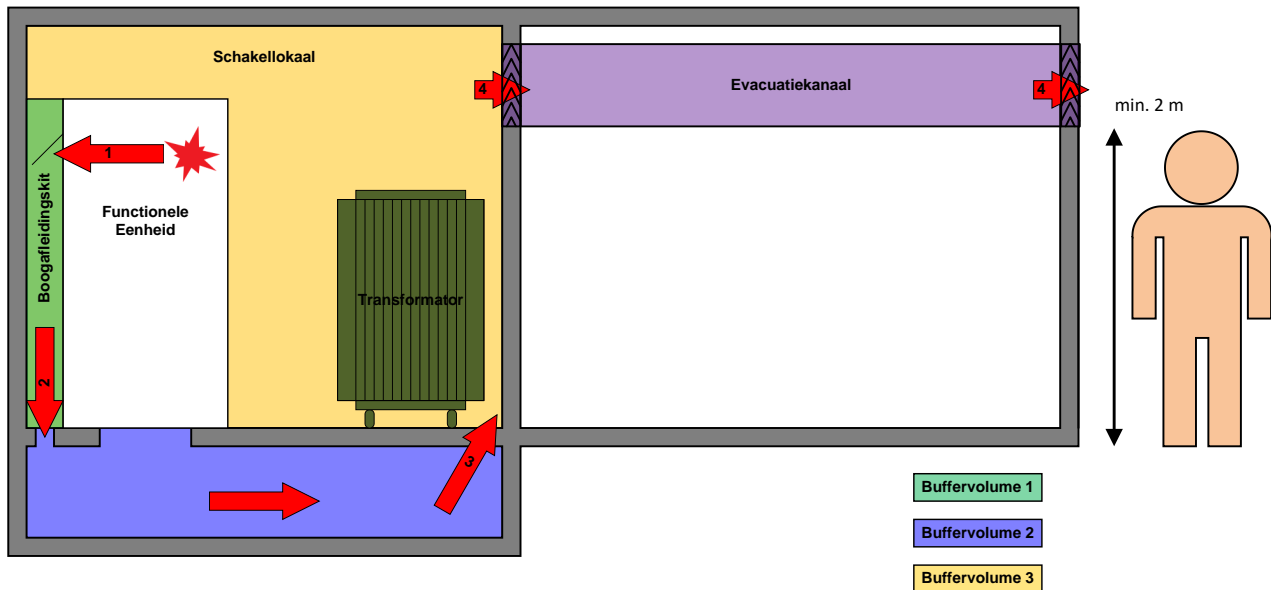 Schakellokaal
4
Evacuatiekanaal
4
min. 2 m
1
Boogafleidingskit
Functionele
Eenheid
Transformator
2
3
Buffervolume 1
Buffervolume 2
Buffervolume 3